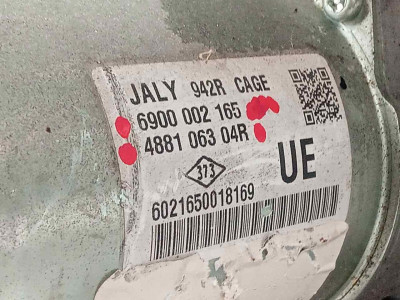 JALY 942R CAGE
6900 002 165
4881 063 04R
373
UE
6021650018169